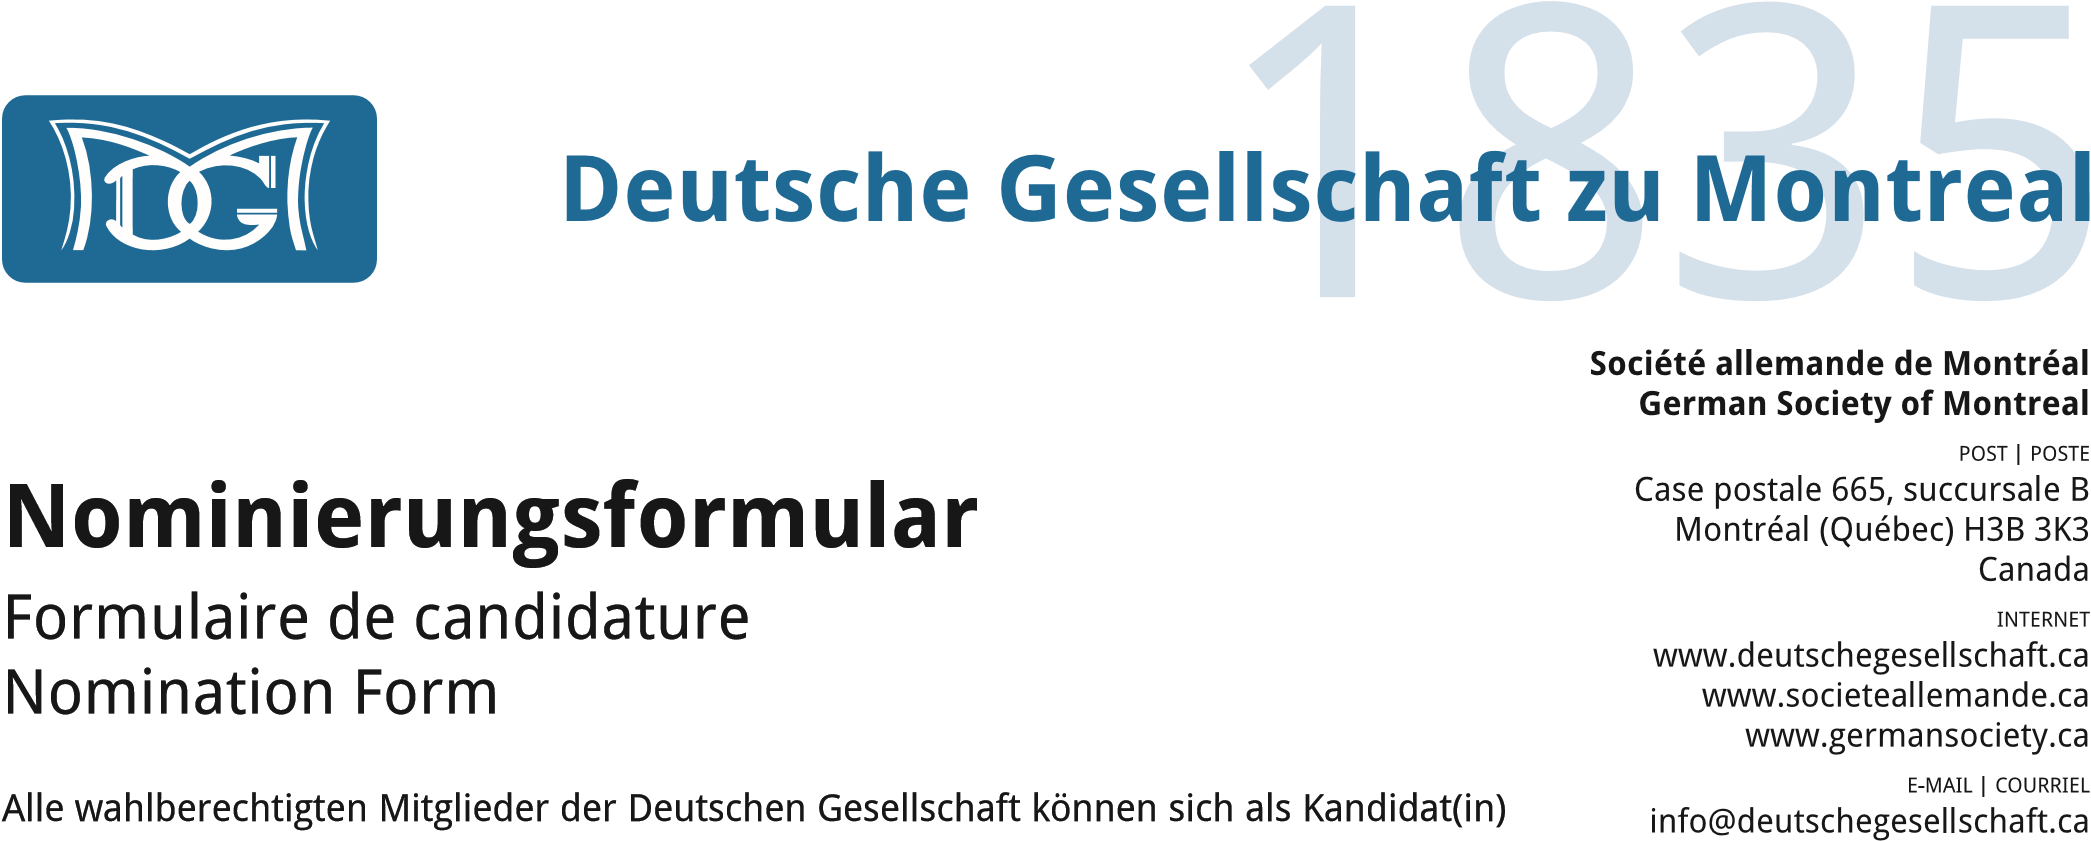 1835
DGM
Deutsche Gesellschaft zu Montreal
Société allemande de Montréal
German Society of Montreal
POST | POSTE
Case postale 665, succursale B
Montréal (Québec) H3B 3K3
Canada
INTERNET
www.deutschegesellschaft.ca
www.societeallemande.ca
www.germansociety.ca
E-MAIL | COURRIEL
info@deutschegesellschaft.ca
Nominierungsformular
Formulaire de candidature
Nomination Form
Alle wahlberechtigten Mitglieder der Deutschen Gesellschaft können sich als Kandidat(in)